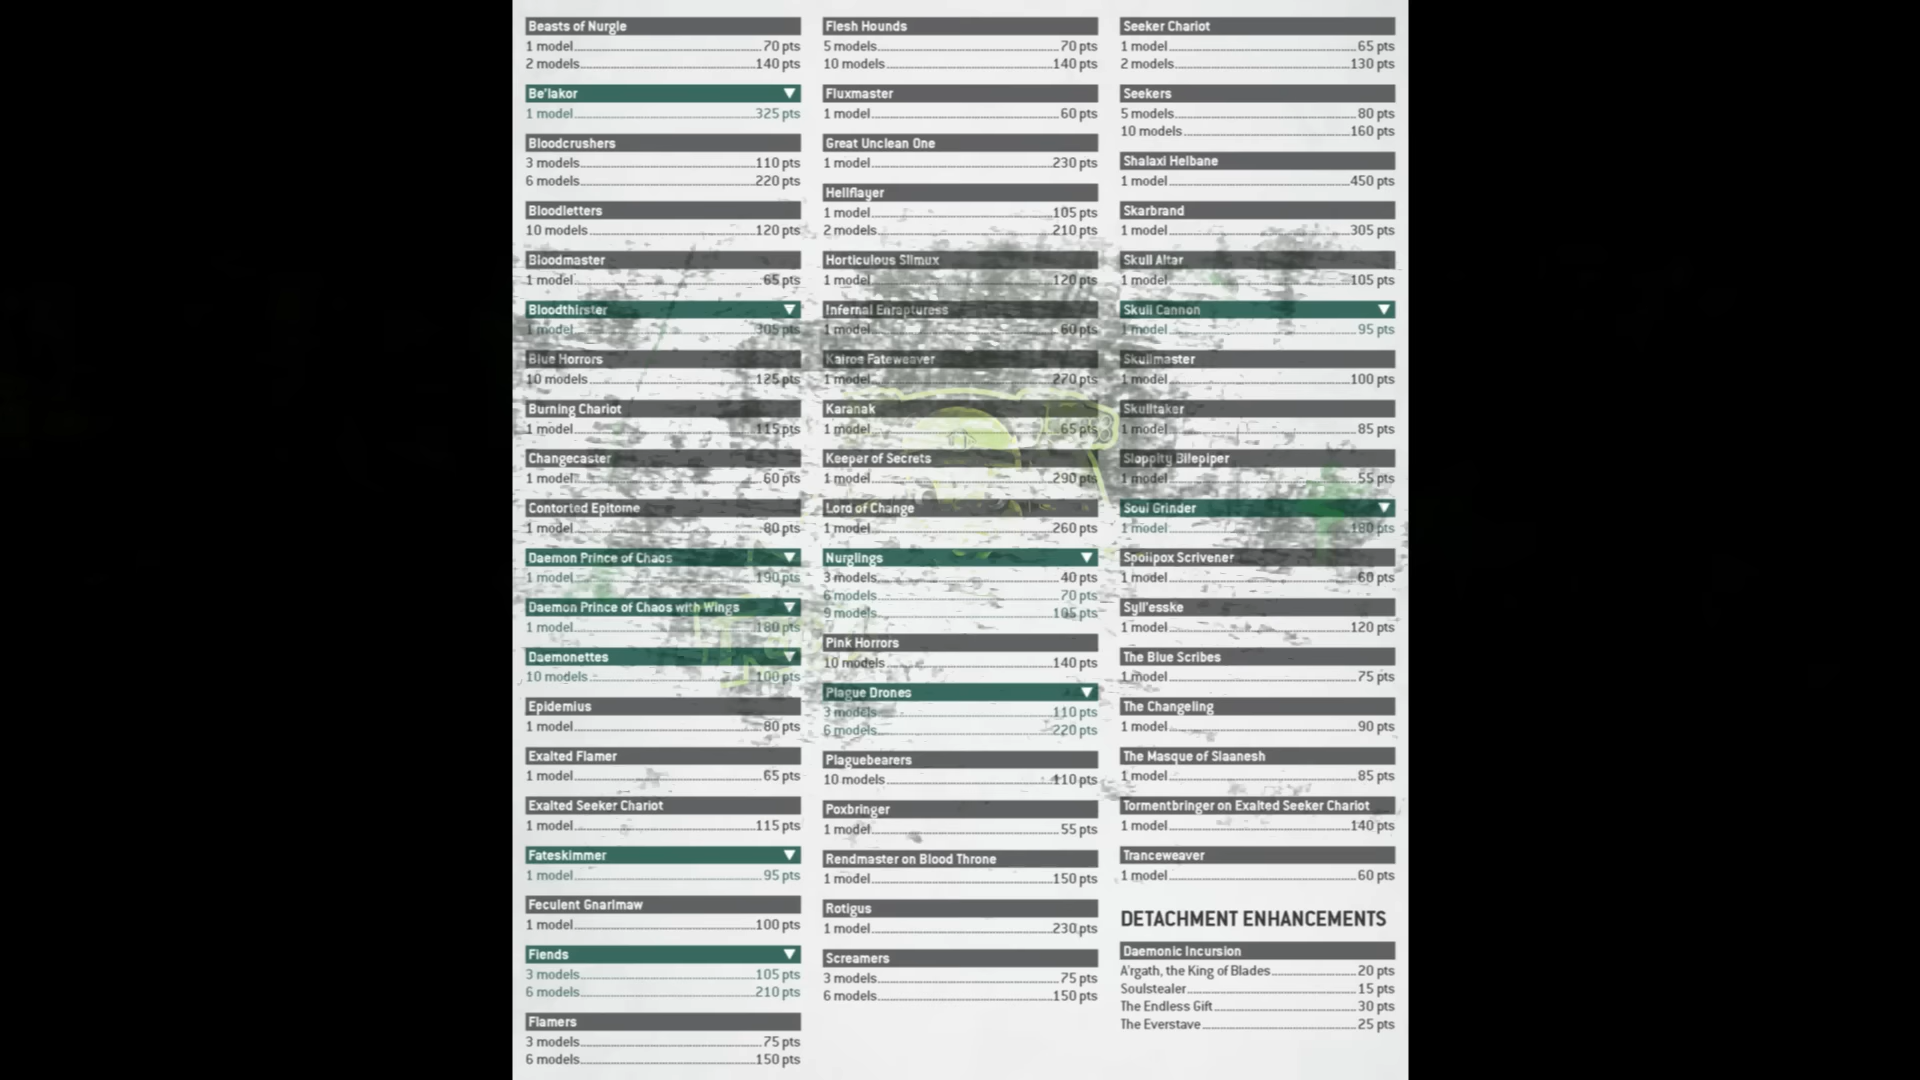 Beasts of Nurgle
1 model 70 pts
2 models 140 pts
Be'lakor
1 model 325 pts
Bloodcrushers
3 models 110 pts
6 models 220 pts
Bloodletters
10 models 120 pts
Bloodmaster
1 model 65 pts
Bloodthirster
1 model 305 pts
Blue Horrors
10 models 125 pts
Burning Chariot
1 model 115 pts
Changecaster
1 model 60 pts
Contorted Epitome
1 model 80 pts
Daemon Prince of Chaos
1 model 190 pts
Daemon Prince of Chaos with Wings
1 model 180 pts
Daemonettes
10 models 100 pts
Epidemius
1 model 80 pts
Exalted Flamer
1 model 65 pts
Exalted Seeker Chariot
1 model 115 pts
Fateskimmer
1 model 95 pts
Feculent Gnarlmaw
1 model 100 pts
Fiends
3 models 105 pts
6 models 210 pts
Flamers
3 models 75 pts
6 models 150 pts
Flesh Hounds
5 models 70 pts
10 models 140 pts
Fluxmaster
1 model 60 pts
Great Unclean One
1 model 230 pts
Hellflayer
1 model 105 pts
2 models 210 pts
Horticulous Slimux
1 model 120 pts
Infernal Enrapturess
1 model 60 pts
Kairos Fateweaver
1 model 270 pts
Karanak
1 model 65 pts
Keeper of Secrets
1 model 290 pts
Lord of Change
1 model 260 pts
Nurglings
3 models 40 pts
6 models 70 pts
9 models 105 pts
Pink Horrors
10 models 140 pts
Plague Drones
3 models 110 pts
6 models 220 pts
Plaguebearers
10 models 110 pts
Poxbringer
1 model 55 pts
Rendmaster on Blood Throne
1 model 150 pts
Rotigus
1 model 230 pts
Screamers
3 models 75 pts
6 models 150 pts
Seeker Chariot
1 model 65 pts
2 models 130 pts
Seekers
5 models 80 pts
10 models 160 pts
Shalaxi Helbane
1 model 450 pts
Skarbrand
1 model 305 pts
Skull Altar
1 model 105 pts
Skull Cannon
1 model 95 pts
Skullmaster
1 model 100 pts
Skulltaker
1 model 85 pts
Sloppity Bilepiper
1 model 55 pts
Soul Grinder
1 model 180 pts
Spoilpox Scrivener
1 model 60 pts
Syll'esske
1 model 120 pts
The Blue Scribes
1 model 75 pts
The Changeling
1 model 90 pts
The Masque of Slaanesh
1 model 85 pts
Tormentbringer on Exalted Seeker Chariot
1 model 140 pts
Tranceweaver
1 model 60 pts
DETACHMENT ENHANCEMENTS
Daemonic Incursion
A'rgath, the King of Blades 20 pts
Soulstealer 15 pts
The Endless Gift 30 pts
The Everstave 25 pts